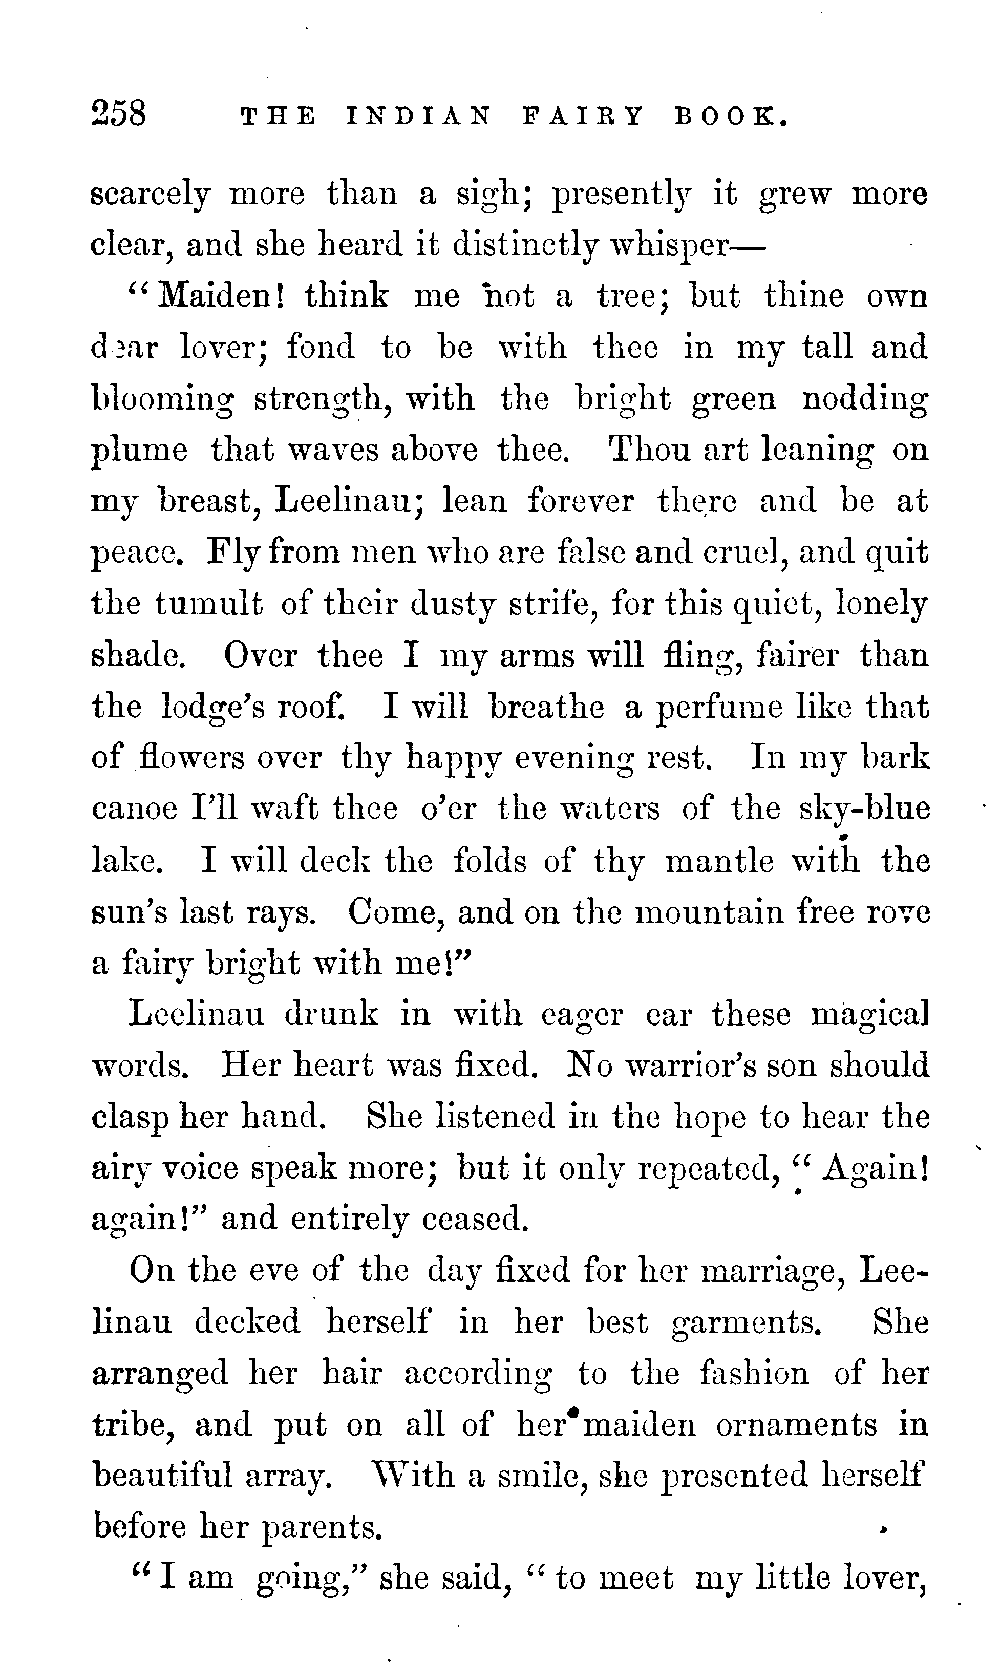 258 THE INDIAN FAIRY BOOK.
scarcely more than a sigh; presently it grew more
clear, and she heard it distinctly whisper—
“Maiden! think me not a tree; but thine own
dear lover; fond to be with thee in my tall and
blooming strength, with the bright green nodding
plume that waves above thee. Thou art leaning on
my breast, Leelinau; lean forever there and be at
peace. Fly from men who are false and cruel, and quit
the tumult of their dusty strife, for this quiet, lonely
shade. Over thee I my arms will fling, fairer than
the lodge’s roof. I will breathe a perfume like that
of flowers over thy happy evening rest. In my bark
canoe I’ll waft thee o’er the waters of the sky-blue
lake. I will deck the folds of thy mantle with the
sun’s last rays. Come, and on the mountain free rove
a fairy bright with me!”
Leelinau drunk in with eager ear these magical
words. Her heart was fixed. No warrior’s son should
clasp her hand. She listened in the hope to hear the
airy voice speak more; but it only repeated, “Again!
again!” and entirely ceased.
On the eve of the day fixed for her marriage, Lee-
linau decked herself in her best garments. She
arranged her hair according to the fashion of her
tribe, and put on all of her maiden ornaments in
beautiful array. With a smile, she presented herself
before her parents.
“I am going,” she said, “to meet my little lover,